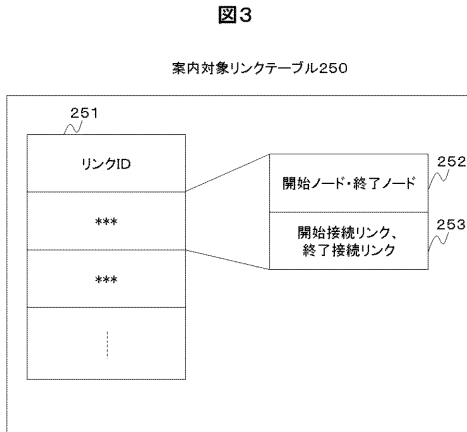 図3
案内対象リンクテーブル250
251
リンクID
***
***
252
開始ノード・終了ノード
253
開始接続リンク、
終了接続リンク